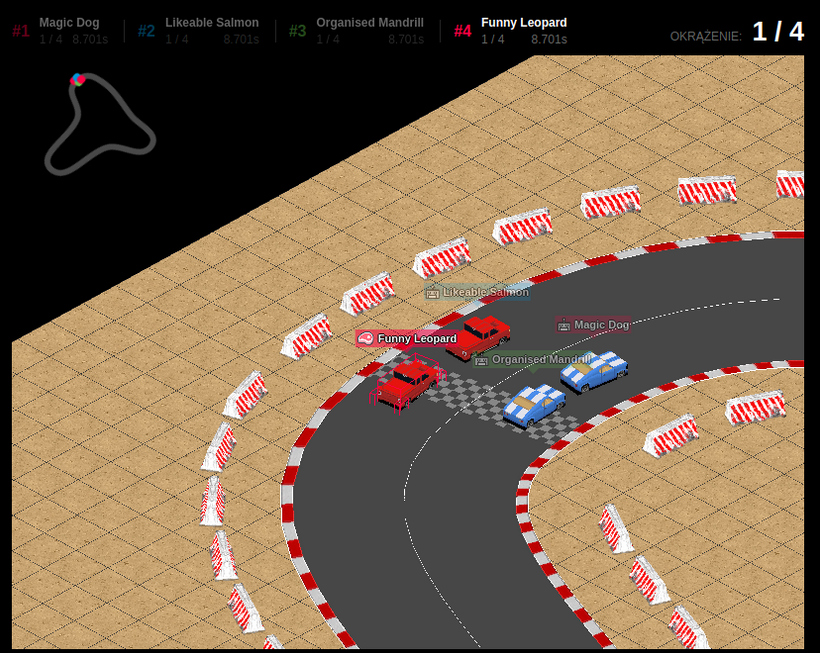 #1 Magic Dog
1 / 4 8.701s
#2 Likeable Salmon
1 / 4 8.701s
#3 Organised Mandrill
1 / 4 8.701s
#4 Funny Leopard
1 / 4 8.701s
OKRĄŻENIE: 1 / 4
Likeable Salmon
Magic Dog
Funny Leopard
Organised Mandrill